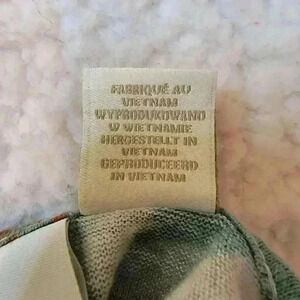 FABRIQUÉ AU
VIETNAM
WYPRODUKOWANO
W WIETNAMIE
HERGESTELLT IN
VIETNAM
GEPRODUCEERD
IN VIETNAM